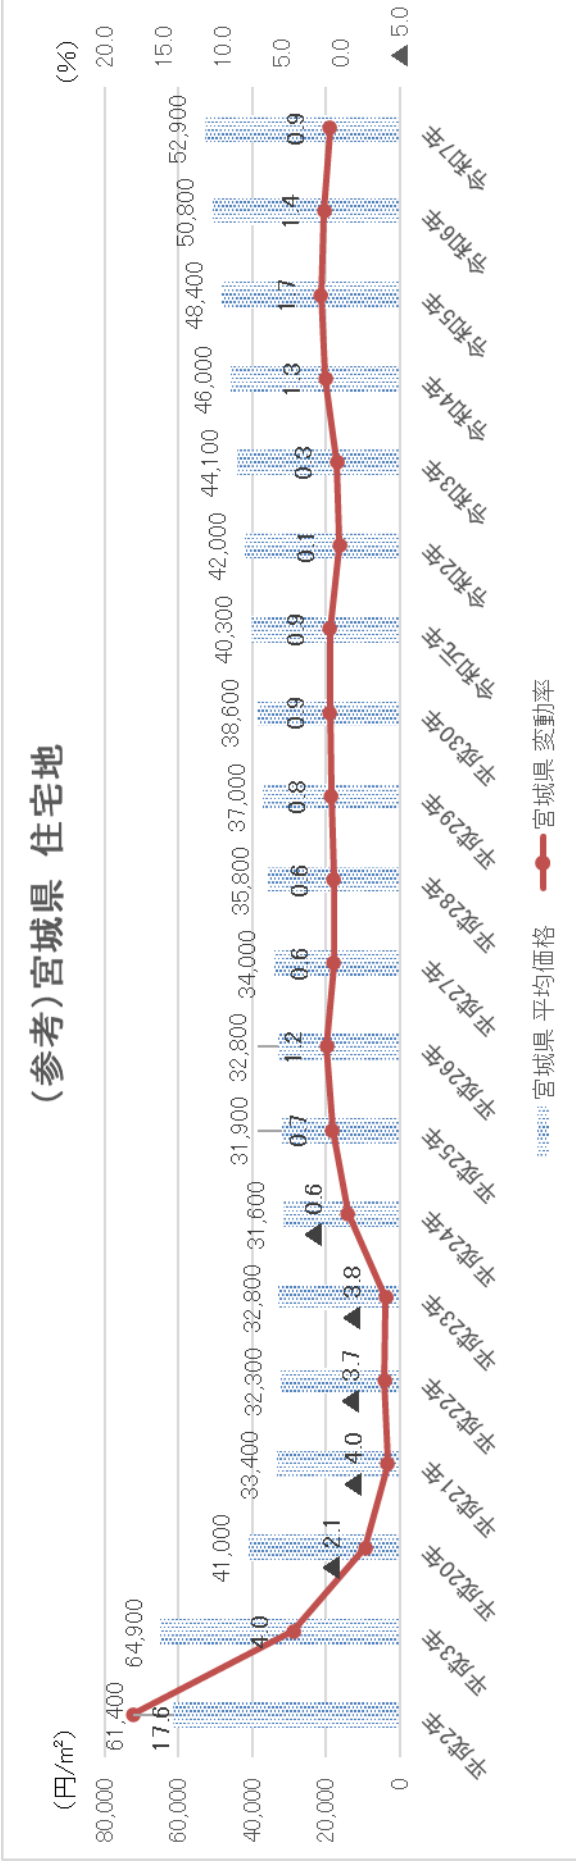 (参考)宮城県 住宅地
(円/㎡)
(%)
80,000
60,000
40,000
20,000
0
20.0
15.0
10.0
5.0
0.0
▲ 5.0
61,400
64,900
41,000
33,400
32,300
32,800
31,600
31,900
32,800
34,000
35,800
37,000
38,600
40,300
42,000
44,100
46,000
48,400
50,800
52,900
17.6
4.0
▲ 2.1
▲ 4.0
▲ 3.7
▲ 3.8
▲ 0.6
0.7
1.2
0.6
0.6
0.8
0.9
0.9
0.1
0.3
1.3
1.7
1.4
0.9
平成2年
平成3年
平成20年
平成21年
平成22年
平成23年
平成24年
平成25年
平成26年
平成27年
平成28年
平成29年
平成30年
令和元年
令和2年
令和3年
令和4年
令和5年
令和6年
令和7年
宮城県 平均価格
宮城県 変動率